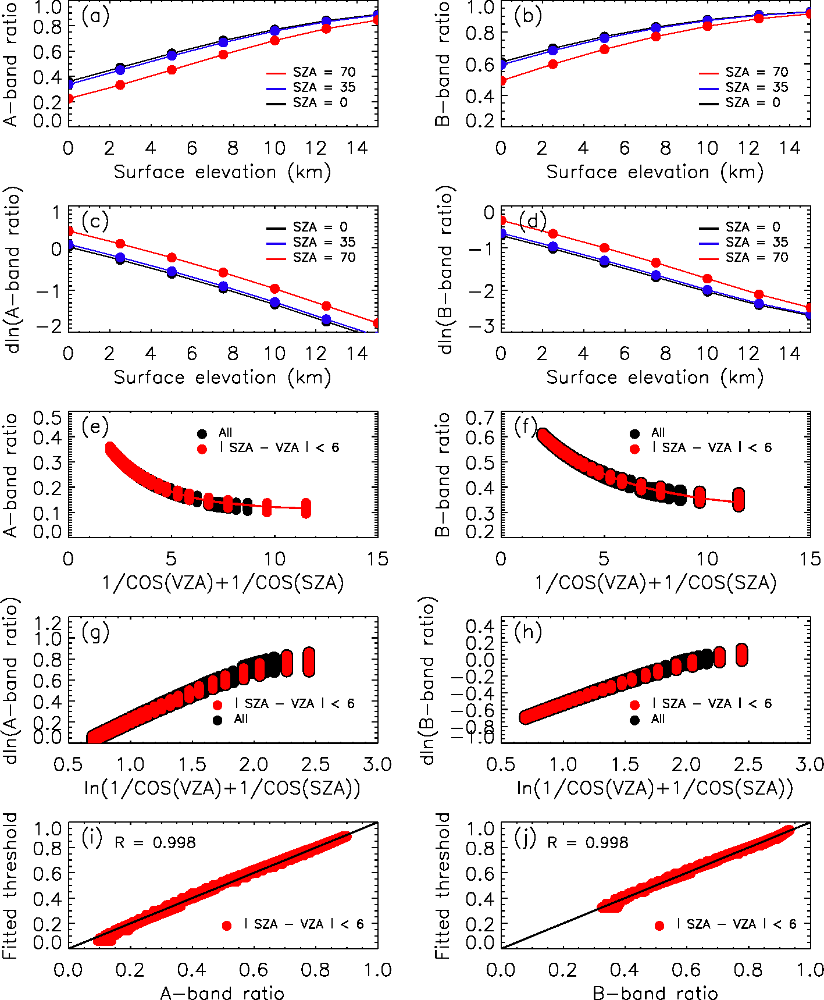 (a)
A-band ratio
1.0
0.8
0.6
0.4
0.2
0.0
SZA = 70
SZA = 35
SZA = 0
0 2 4 6 8 10 12 14
Surface elevation (km)
(b)
B-band ratio
1.0
0.8
0.6
0.4
0.2
SZA = 70
SZA = 35
SZA = 0
0 2 4 6 8 10 12 14
Surface elevation (km)
(c)
dln(A-band ratio)
1
0
-1
-2
SZA = 0
SZA = 35
SZA = 70
0 2 4 6 8 10 12 14
Surface elevation (km)
(d)
dln(B-band ratio)
0
-1
-2
-3
SZA = 0
SZA = 35
SZA = 70
0 2 4 6 8 10 12 14
Surface elevation (km)
(e)
A-band ratio
0.5
0.4
0.3
0.2
0.1
0.0
All
| SZA - VZA | < 6
0 5 10 15
1/COS(VZA)+1/COS(SZA)
(f)
B-band ratio
0.7
0.6
0.5
0.4
0.3
0.2
All
| SZA - VZA | < 6
0 5 10 15
1/COS(VZA)+1/COS(SZA)
(g)
dln(A-band ratio)
1.2
1.0
0.8
0.6
0.4
0.2
0.0
| SZA - VZA | < 6
All
0.5 1.0 1.5 2.0 2.5 3.0
ln(1/COS(VZA)+1/COS(SZA))
(h)
dln(B-band ratio)
0.4
0.2
0.0
-0.2
-0.4
-0.6
-0.8
-1.0
| SZA - VZA | < 6
All
0.5 1.0 1.5 2.0 2.5 3.0
ln(1/COS(VZA)+1/COS(SZA))
(i)
R = 0.998
Fitted threshold
1.0
0.8
0.6
0.4
0.2
0.0
| SZA - VZA | < 6
0.0 0.2 0.4 0.6 0.8 1.0
A-band ratio
(j)
R = 0.998
Fitted threshold
1.0
0.8
0.6
0.4
0.2
0.0
| SZA - VZA | < 6
0.0 0.2 0.4 0.6 0.8 1.0
B-band ratio